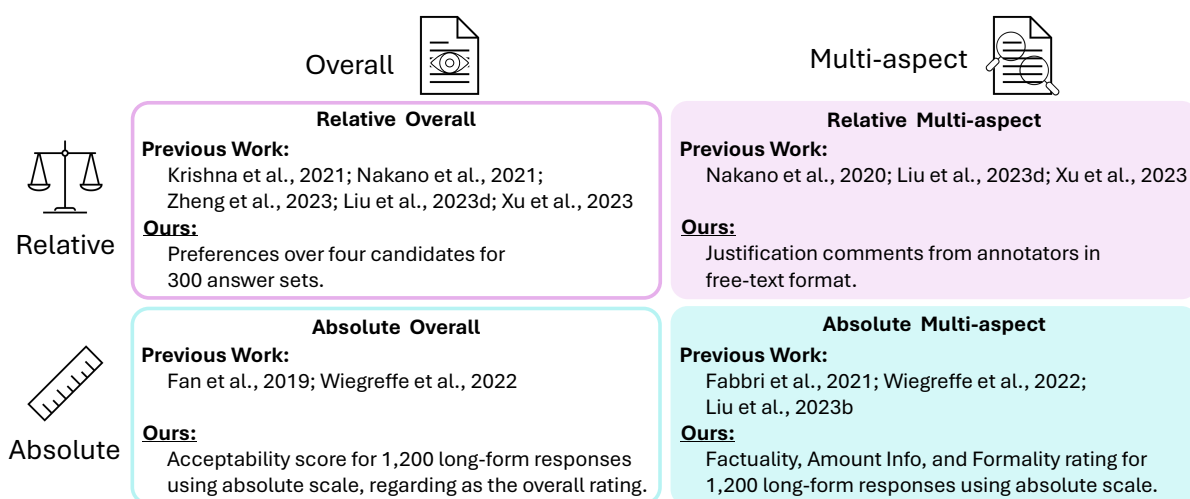 Overall
Multi-aspect
Relative
Relative Overall
Previous Work:
Krishna et al., 2021; Nakano et al., 2021;
Zheng et al., 2023; Liu et al., 2023d; Xu et al., 2023
Ours:
Preferences over four candidates for
300 answer sets.
Relative Multi-aspect
Previous Work:
Nakano et al., 2020; Liu et al., 2023d; Xu et al., 2023
Ours:
Justification comments from annotators in
free-text format.
Absolute
Absolute Overall
Previous Work:
Fan et al., 2019; Wiegreffe et al., 2022
Ours:
Acceptability score for 1,200 long-form responses
using absolute scale, regarding as the overall rating.
Absolute Multi-aspect
Previous Work:
Fabbri et al., 2021; Wiegreffe et al., 2022;
Liu et al., 2023b
Ours:
Factuality, Amount Info, and Formality rating for
1,200 long-form responses using absolute scale.